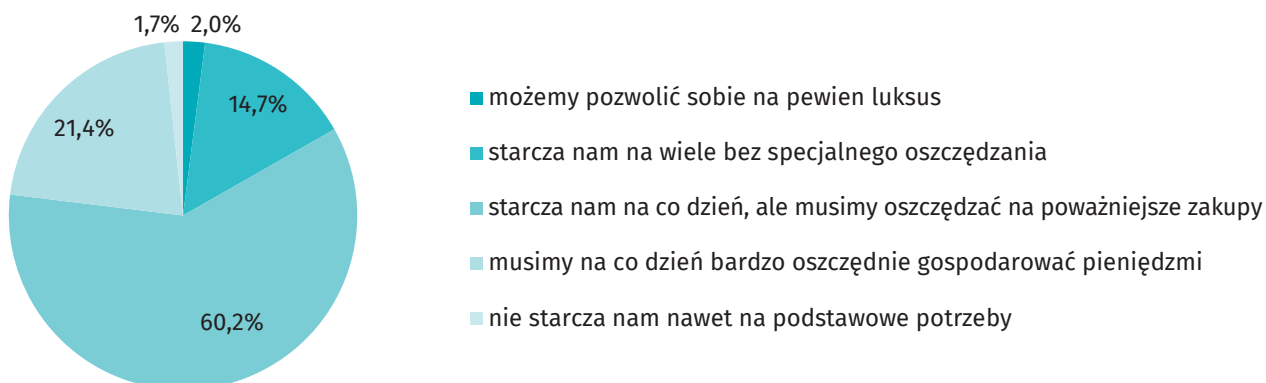 1,7% 2,0%
14,7%
21,4%
60,2%
możemy pozwolić sobie na pewien luksus
starcza nam na wiele bez specjalnego oszczędzania
starcza nam na co dzień, ale musimy oszczędzać na poważniejsze zakupy
musimy na co dzień bardzo oszczędnie gospodarować pieniędzmi
nie starcza nam nawet na podstawowe potrzeby